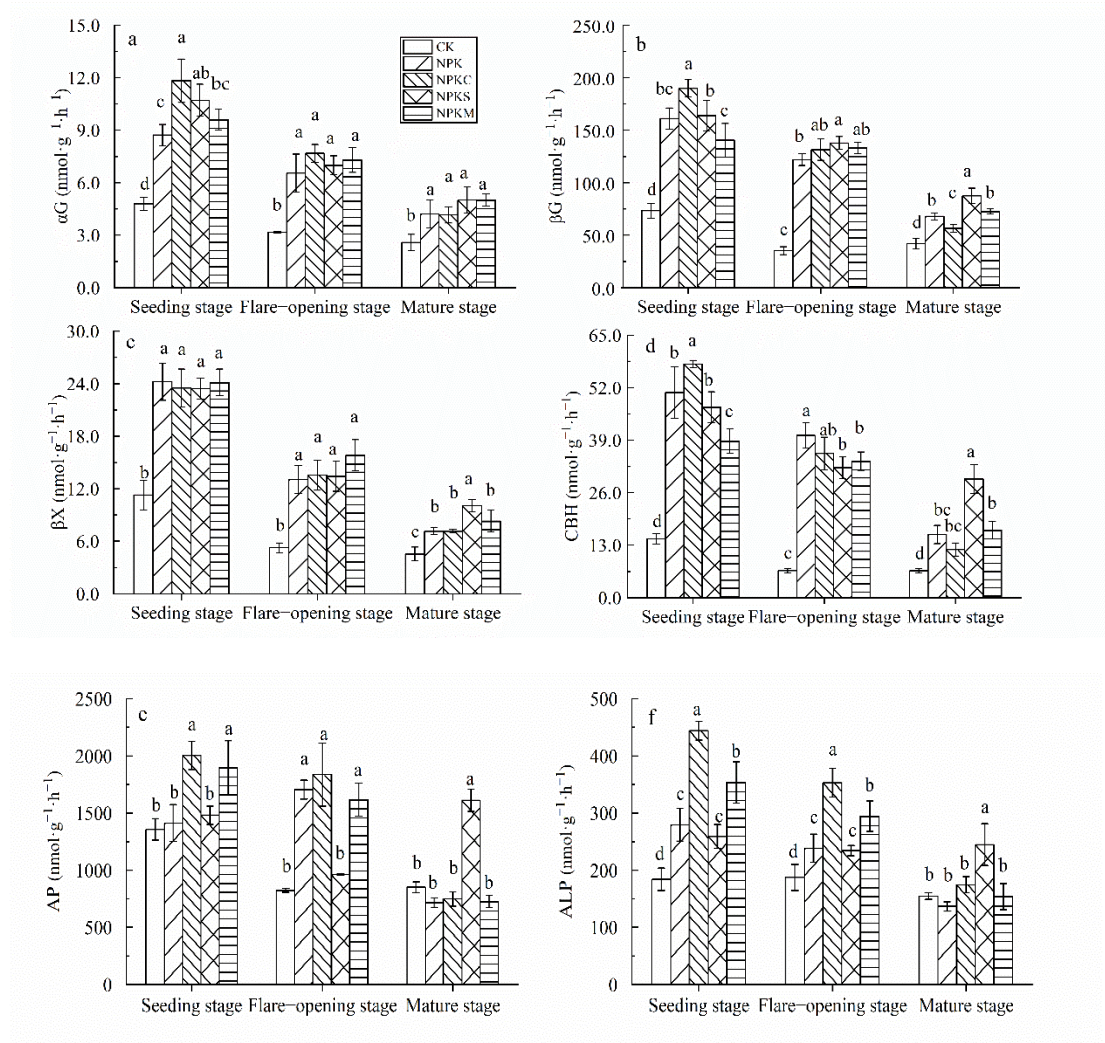 a
αG (nmol·g⁻¹·h⁻¹)
15.0
12.0
9.0
6.0
3.0
0.0
d c a ab bc
b a a a a
b a a a a
CK
NPK
NPKC
NPKS
NPKM
Seeding stage Flare−opening stage Mature stage
b
βG (nmol·g⁻¹·h⁻¹)
250.0
200.0
150.0
100.0
50.0
0.0
d bc a b c
c b ab a ab
d b c a b
Seeding stage Flare−opening stage Mature stage
c
βX (nmol·g⁻¹·h⁻¹)
30.0
24.0
18.0
12.0
6.0
0.0
b a a a a
b a a a a
c b b a b
Seeding stage Flare−opening stage Mature stage
d
CBH (nmol·g⁻¹·h⁻¹)
65.0
52.0
39.0
26.0
13.0
0.0
d b a b c
c a ab b b
d bc bc a b
Seeding stage Flare−opening stage Mature stage
e
AP (nmol·g⁻¹·h⁻¹)
2500
2000
1500
1000
500
0
b b a b a
b a a b a
b b b a b
Seeding stage Flare−opening stage Mature stage
f
ALP (nmol·g⁻¹·h⁻¹)
500
400
300
200
100
0
d c a c b
d c a c b
b b b a b
Seeding stage Flare−opening stage Mature stage